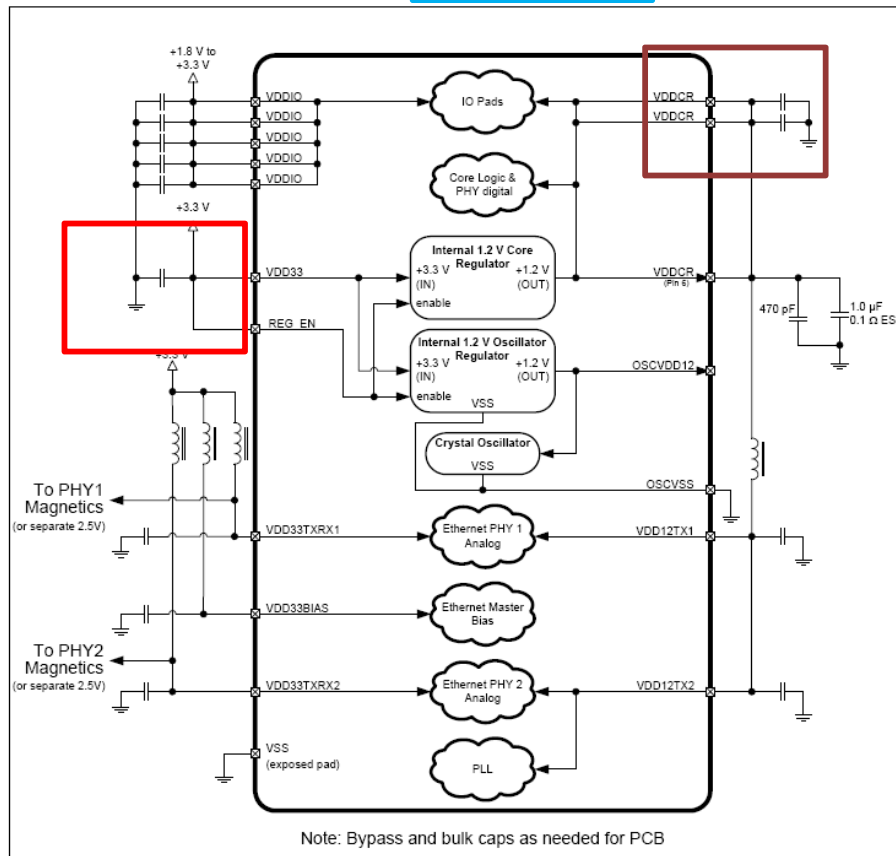 +1.8 V to
+3.3 V
VDDIO
VDDIO
VDDIO
VDDIO
VDDIO
IO Pads
VDDCR
VDDCR
Core Logic &
PHY digital
+3.3 V
VDD33
Internal 1.2 V Core
Regulator
+3.3 V
(IN)
+1.2 V
(OUT)
enable
VDDCR
(Pin 6)
470 pF
1.0 µF
0.1 Ω ES
REG_EN
Internal 1.2 V Oscillator
Regulator
+3.3 V
(IN)
+1.2 V
(OUT)
enable
VSS
OSCVDD12
+3.3 V
Crystal Oscillator
VSS
OSCVSS
To PHY1
Magnetics
(or separate 2.5V)
VDD33TXRX1
Ethernet PHY 1
Analog
VDD12TX1
VDD33BIAS
Ethernet Master
Bias
To PHY2
Magnetics
(or separate 2.5V)
VDD33TXRX2
Ethernet PHY 2
Analog
VDD12TX2
VSS
(exposed pad)
PLL
Note: Bypass and bulk caps as needed for PCB